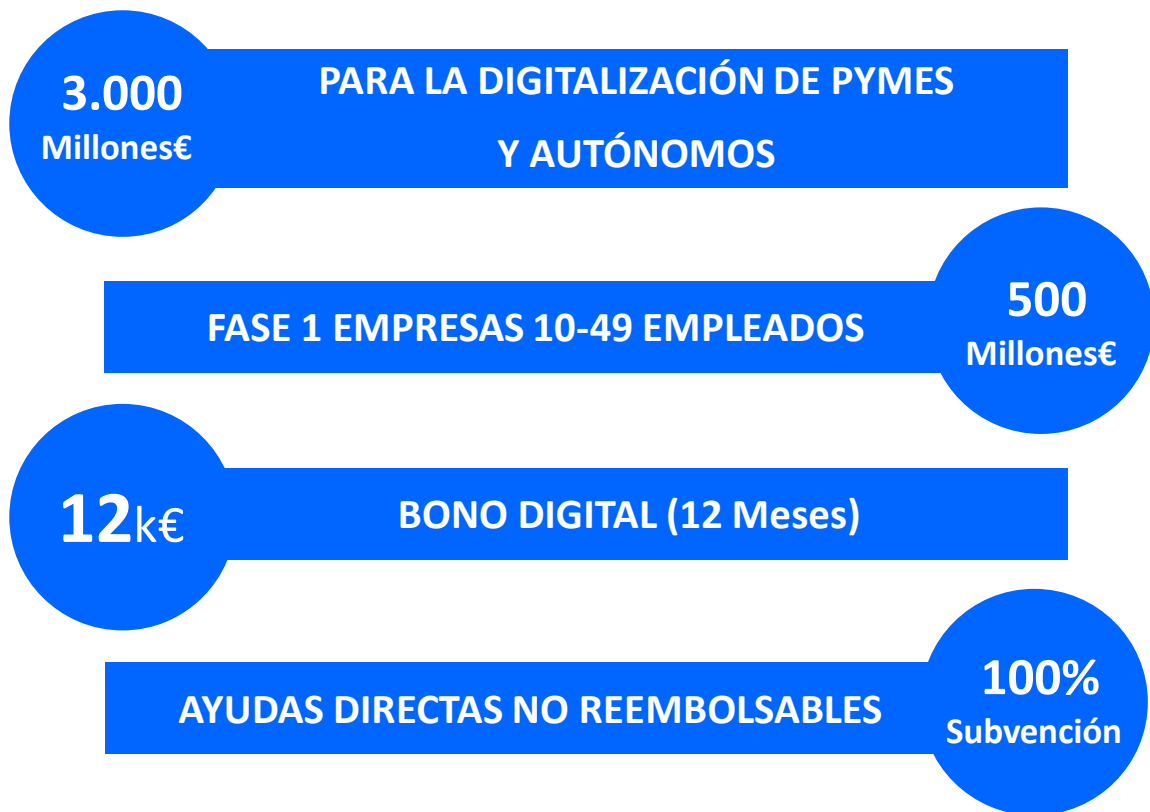 3.000
Millones€
PARA LA DIGITALIZACIÓN DE PYMES
Y AUTÓNOMOS
FASE 1 EMPRESAS 10-49 EMPLEADOS
500
Millones€
12k€
BONO DIGITAL (12 Meses)
AYUDAS DIRECTAS NO REEMBOLSABLES
100%
Subvención